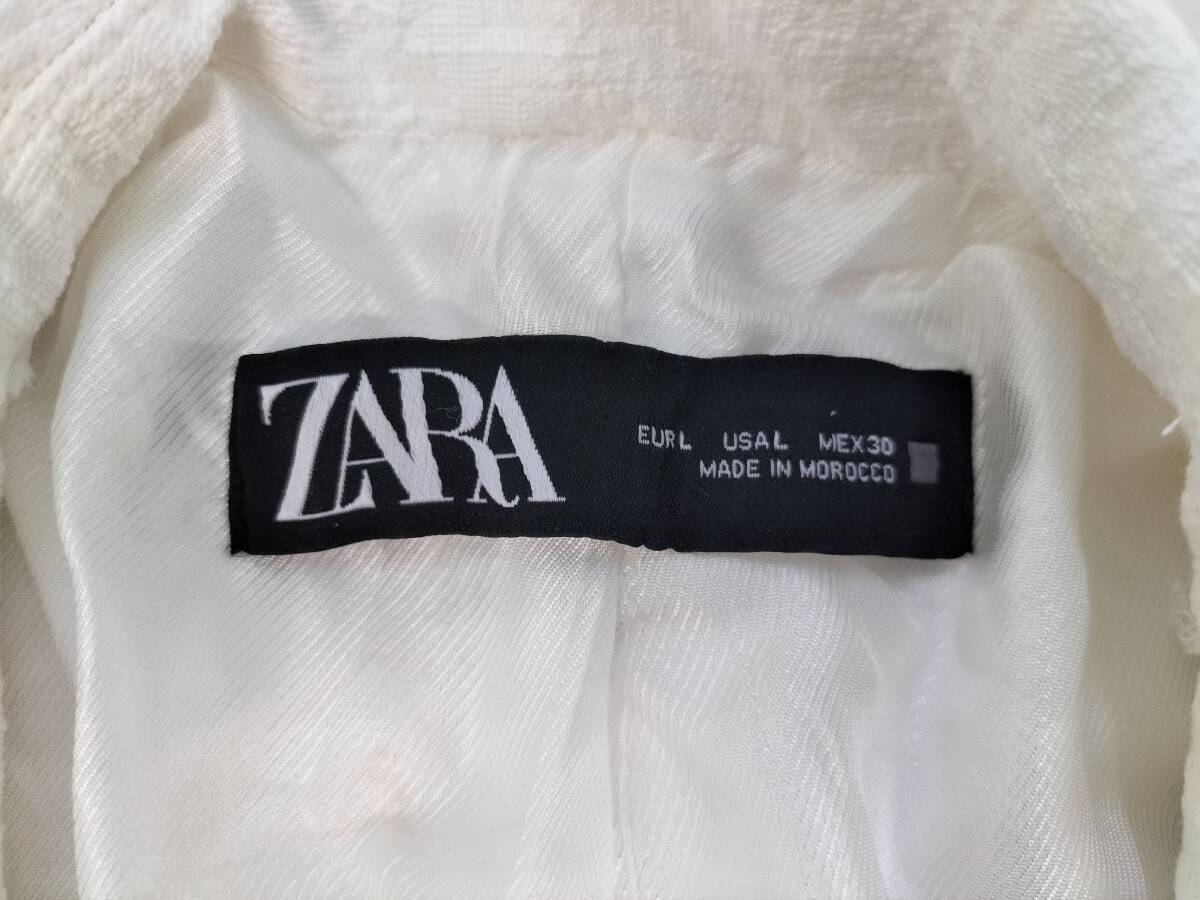 ZARA
EUR L USA L MEX 30
MADE IN MOROCCO